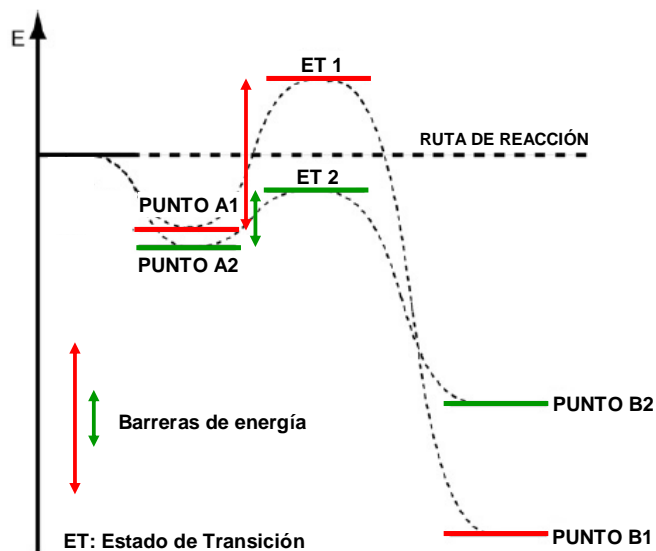 E
ET 1
RUTA DE REACCIÓN
ET 2
PUNTO A1
PUNTO A2
PUNTO B2
Barreras de energía
PUNTO B1
ET: Estado de Transición